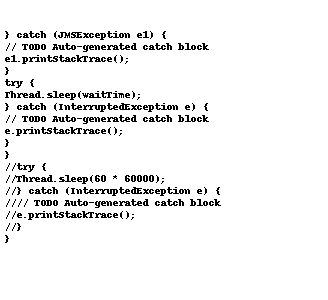 } catch (JMSException e1) {
// TODO Auto-generated catch block
e1.printStackTrace();
}
try {
Thread.sleep(waitTime);
} catch (InterruptedException e) {
// TODO Auto-generated catch block
e.printStackTrace();
}
}
//try {
//Thread.sleep(60 * 60000);
//} catch (InterruptedException e) {
//// TODO Auto-generated catch block
//e.printStackTrace();
//}
}